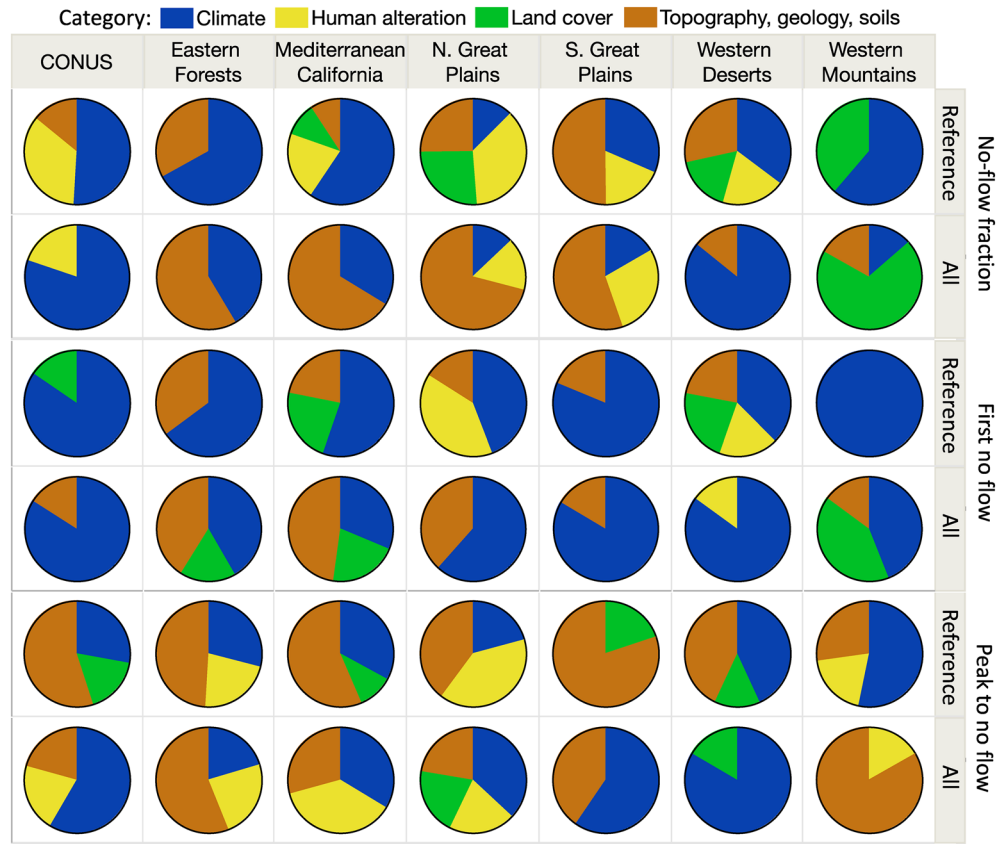 Category: Climate Human alteration Land cover Topography, geology, soils
CONUS
Eastern
Forests
Mediterranean
California
N. Great
Plains
S. Great
Plains
Western
Deserts
Western
Mountains
No-flow fraction
Reference
All
First no flow
Reference
All
Peak to no flow
Reference
All